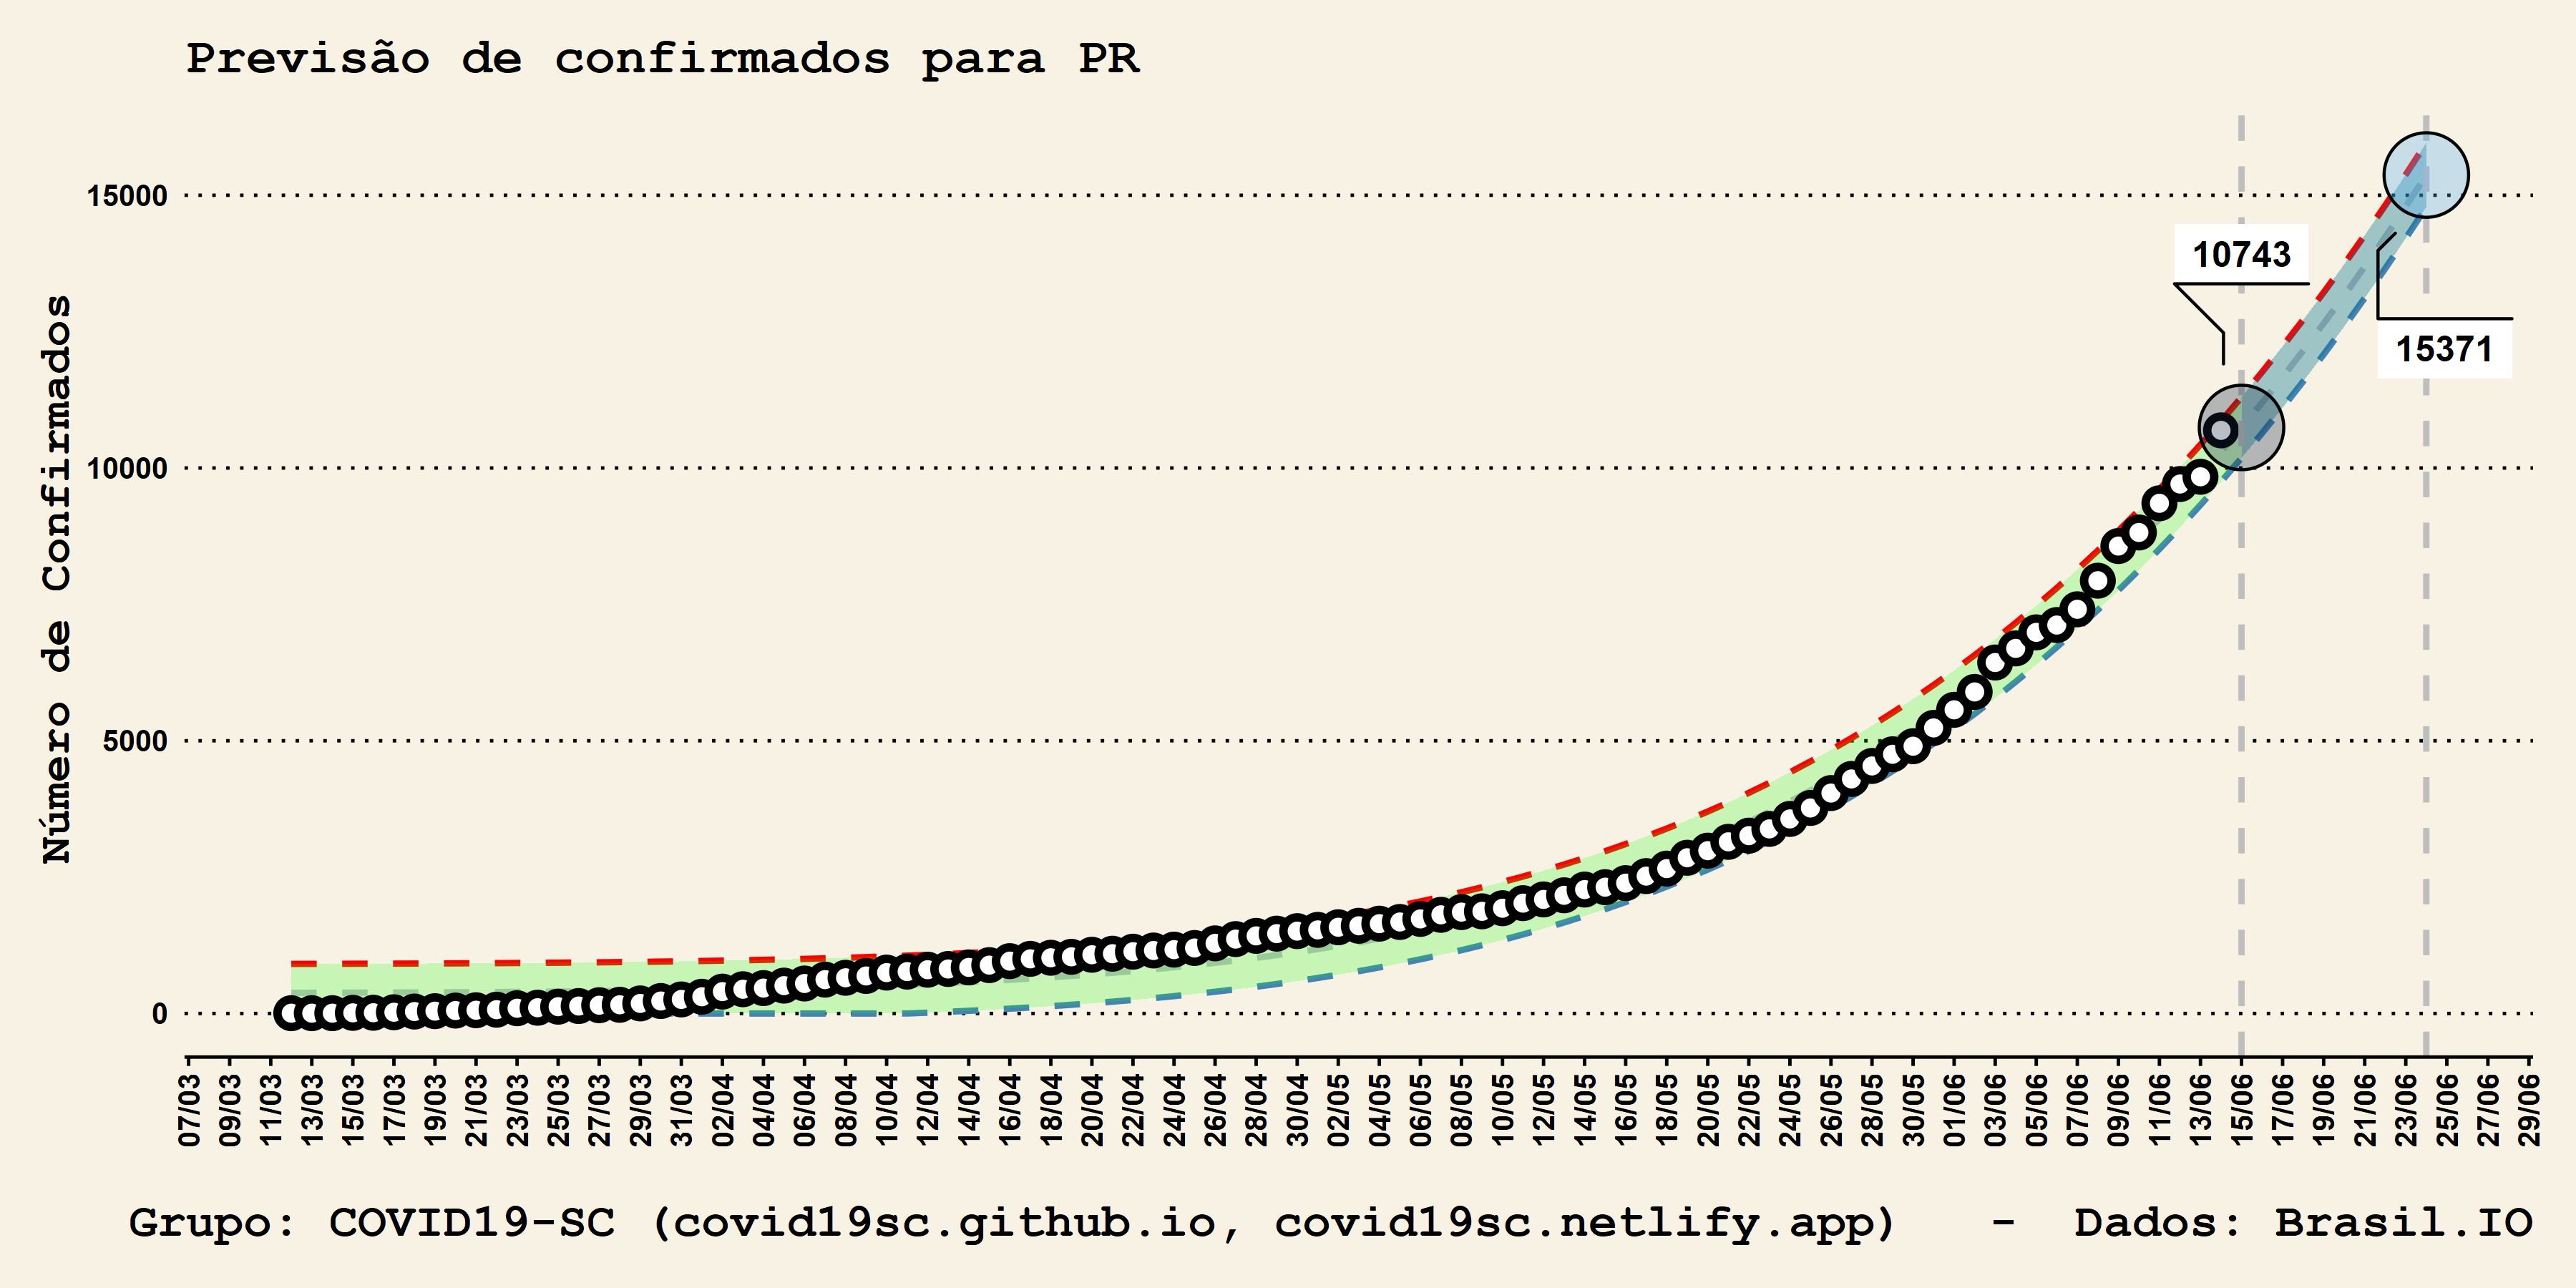 Previsão de confirmados para PR
Número de Confirmados
15000
10000
5000
0
10743
15371
07/03 09/03 11/03 13/03 15/03 17/03 19/03 21/03 23/03 25/03 27/03 29/03 31/03 02/04 04/04 06/04 08/04 10/04 12/04 14/04 16/04 18/04 20/04 22/04 24/04 26/04 28/04 30/04 02/05 04/05 06/05 08/05 10/05 12/05 14/05 16/05 18/05 20/05 22/05 24/05 26/05 28/05 30/05 01/06 03/06 05/06 07/06 09/06 11/06 13/06 15/06 17/06 19/06 21/06 23/06 25/06 27/06 29/06
Grupo: COVID19-SC (covid19sc.github.io, covid19sc.netlify.app) - Dados: Brasil.IO